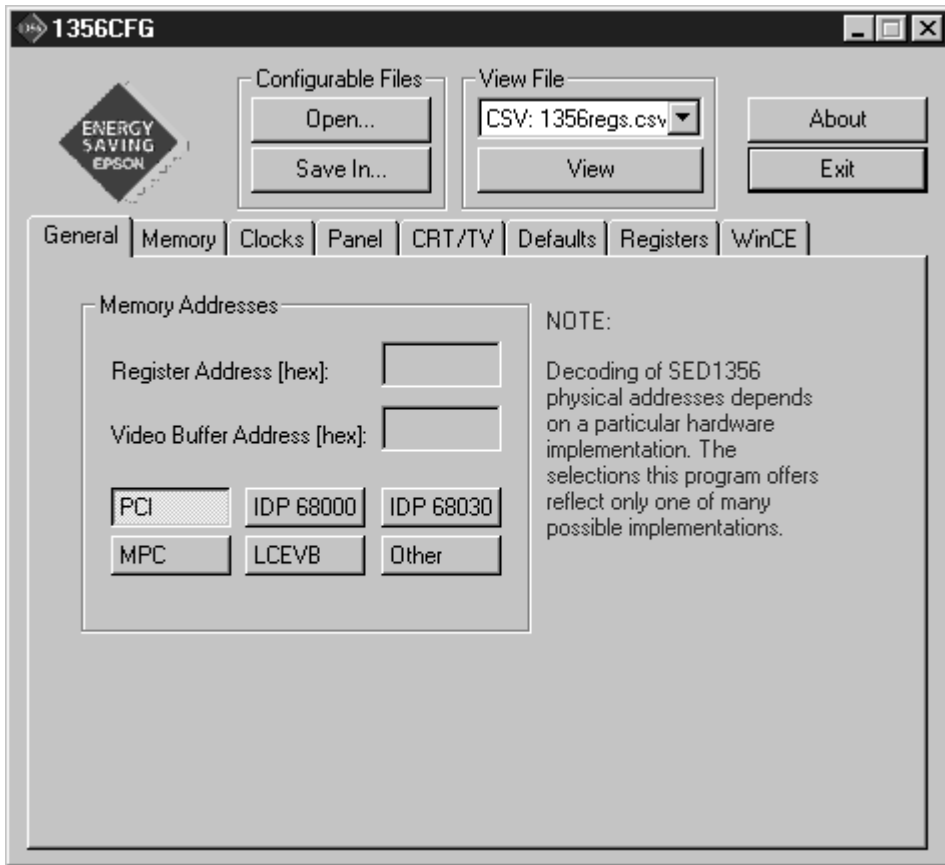 1356CFG
ENERGY
SAVING
EPSON
Configurable Files
Open...
Save In...
View File
CSV: 1356regs.csv
View
About
Exit
General Memory Clocks Panel CRT/TV Defaults Registers WinCE
Memory Addresses
Register Address [hex]:
Video Buffer Address [hex]:
PCI IDP 68000 IDP 68030
MPC LCEVB Other
NOTE:
Decoding of SED1356
physical addresses depends
on a particular hardware
implementation. The
selections this program offers
reflect only one of many
possible implementations.